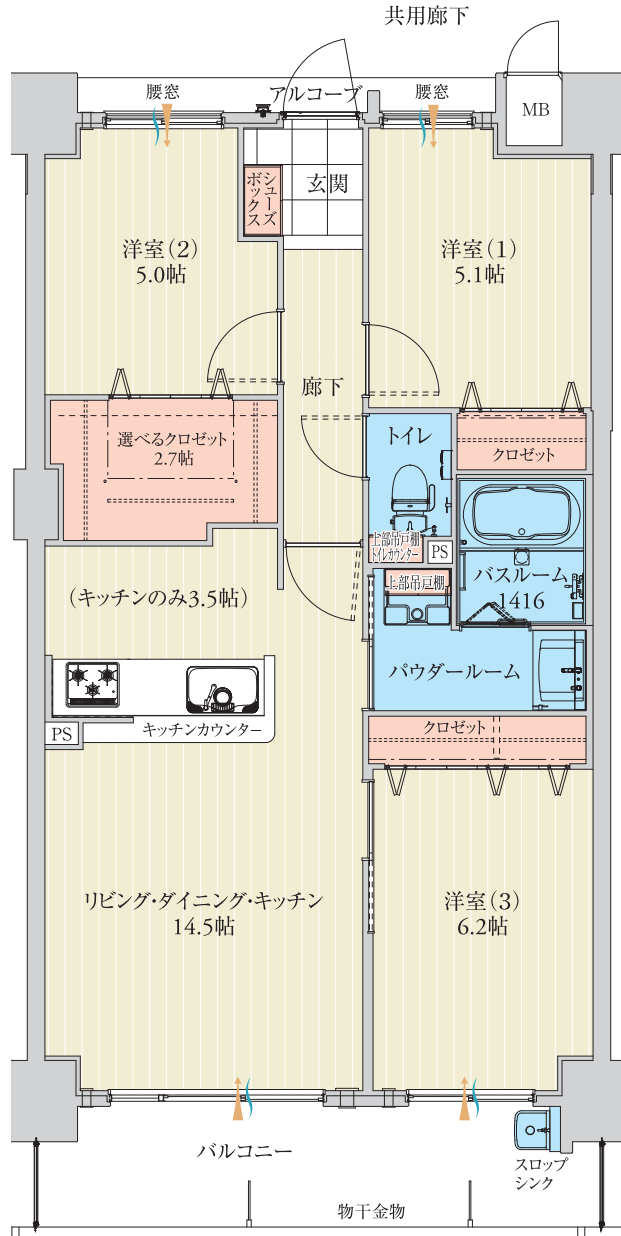 共用廊下
腰窓
アルコーブ
腰窓
MB
シューズ
ボックス
玄関
洋室(2)
5.0帖
洋室(1)
5.1帖
廊下
トイレ
選べるクロゼット
2.7帖
クロゼット
上部吊戸棚
トイレカウンター
PS
上部吊戸棚
バスルーム
1416
(キッチンのみ3.5帖)
パウダールーム
PS
キッチンカウンター
クロゼット
リビング・ダイニング・キッチン
14.5帖
洋室(3)
6.2帖
バルコニー
スロップ
シンク
物干金物